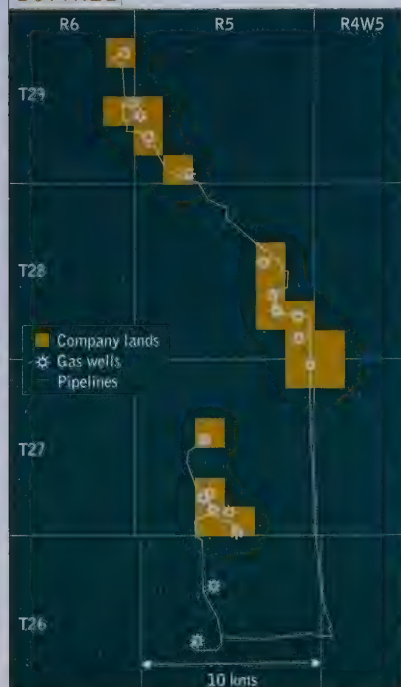 R6 R5 R4W5
T29
T28
Company lands
Gas wells
Pipelines
T27
T26
10 kms